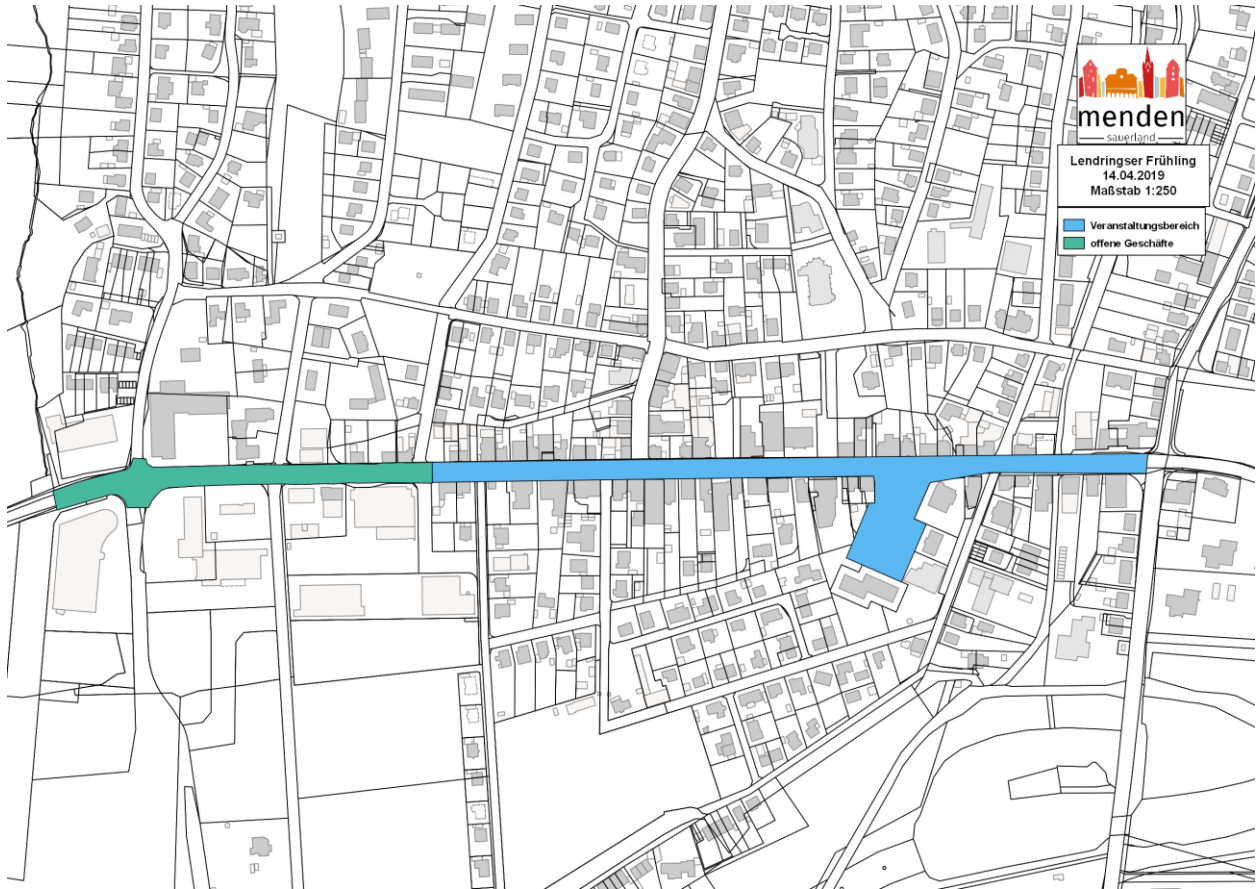 menden
sauerland
Lendringser Frühling
14.04.2019
Maßstab 1:250
Veranstaltungsbereich
offene Geschäfte